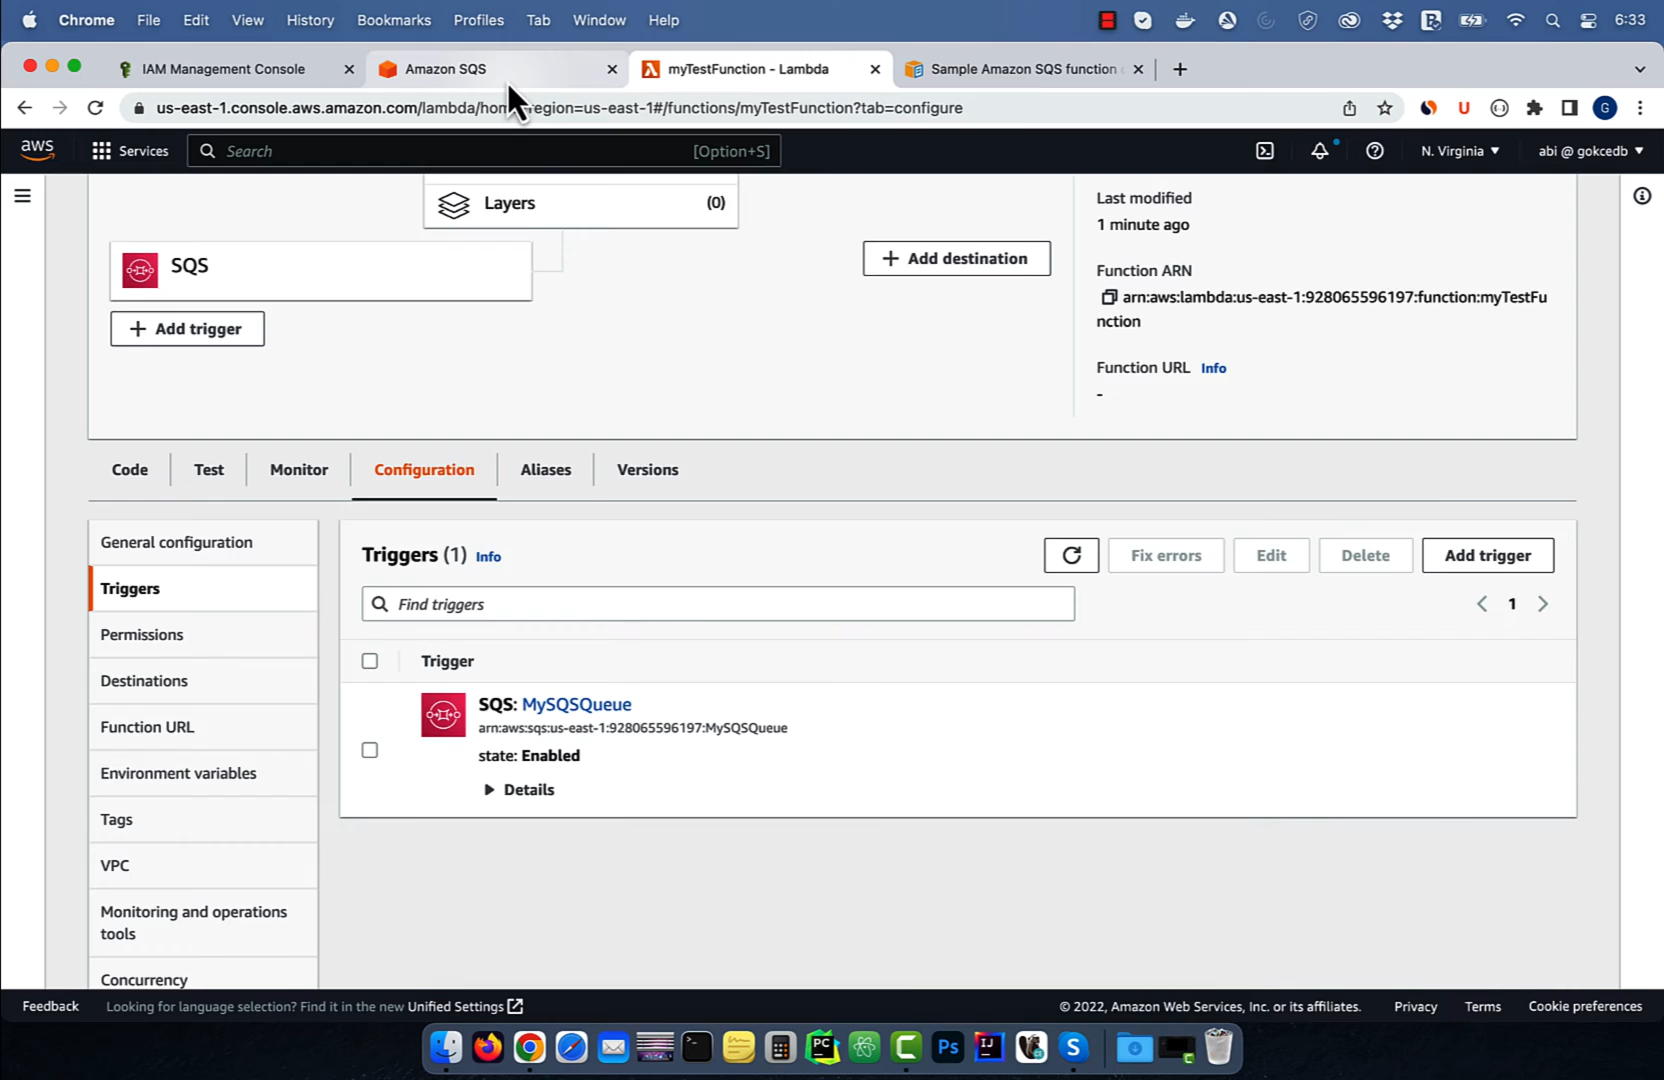 Chrome File Edit View History Bookmarks Profiles Tab Window Help 6:33
IAM Management Console Amazon SQS myTestFunction - Lambda Sample Amazon SQS function
us-east-1.console.aws.amazon.com/lambda/hom region=us-east-1#/functions/myTestFunction?tab=configure
aws Services Search [Option+S] N. Virginia abi @ gokcedb
Layers (0)
SQS
+ Add trigger
+ Add destination
Last modified
1 minute ago
Function ARN
arn:aws:lambda:us-east-1:928065596197:function:myTestFu
nction
Function URL Info
-
Code Test Monitor Configuration Aliases Versions
General configuration
Triggers
Permissions
Destinations
Function URL
Environment variables
Tags
VPC
Monitoring and operations
tools
Concurrency
Triggers (1) Info
Fix errors Edit Delete Add trigger
Find triggers
1
Trigger
SQS: MySQSQueue
arn:aws:sqs:us-east-1:928065596197:MySQSQueue
state: Enabled
Details
Feedback Looking for language selection? Find it in the new Unified Settings © 2022, Amazon Web Services, Inc. or its affiliates. Privacy Terms Cookie preferences
PC Ps IJ